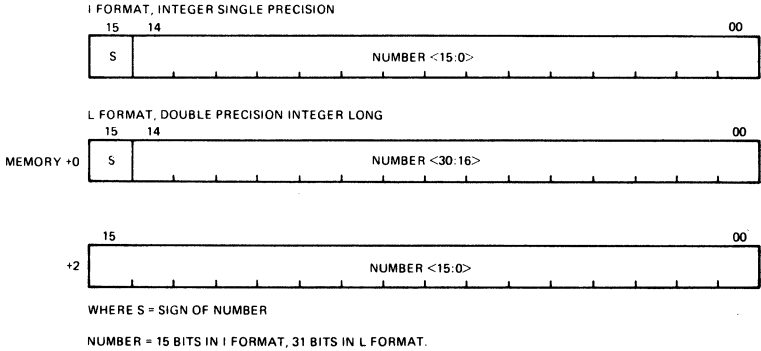 I FORMAT, INTEGER SINGLE PRECISION
15 14 00
S NUMBER <15:0>
L FORMAT, DOUBLE PRECISION INTEGER LONG
15 14 00
MEMORY +0 S NUMBER <30:16>
15 00
+2 NUMBER <15:0>
WHERE S = SIGN OF NUMBER
NUMBER = 15 BITS IN I FORMAT, 31 BITS IN L FORMAT.